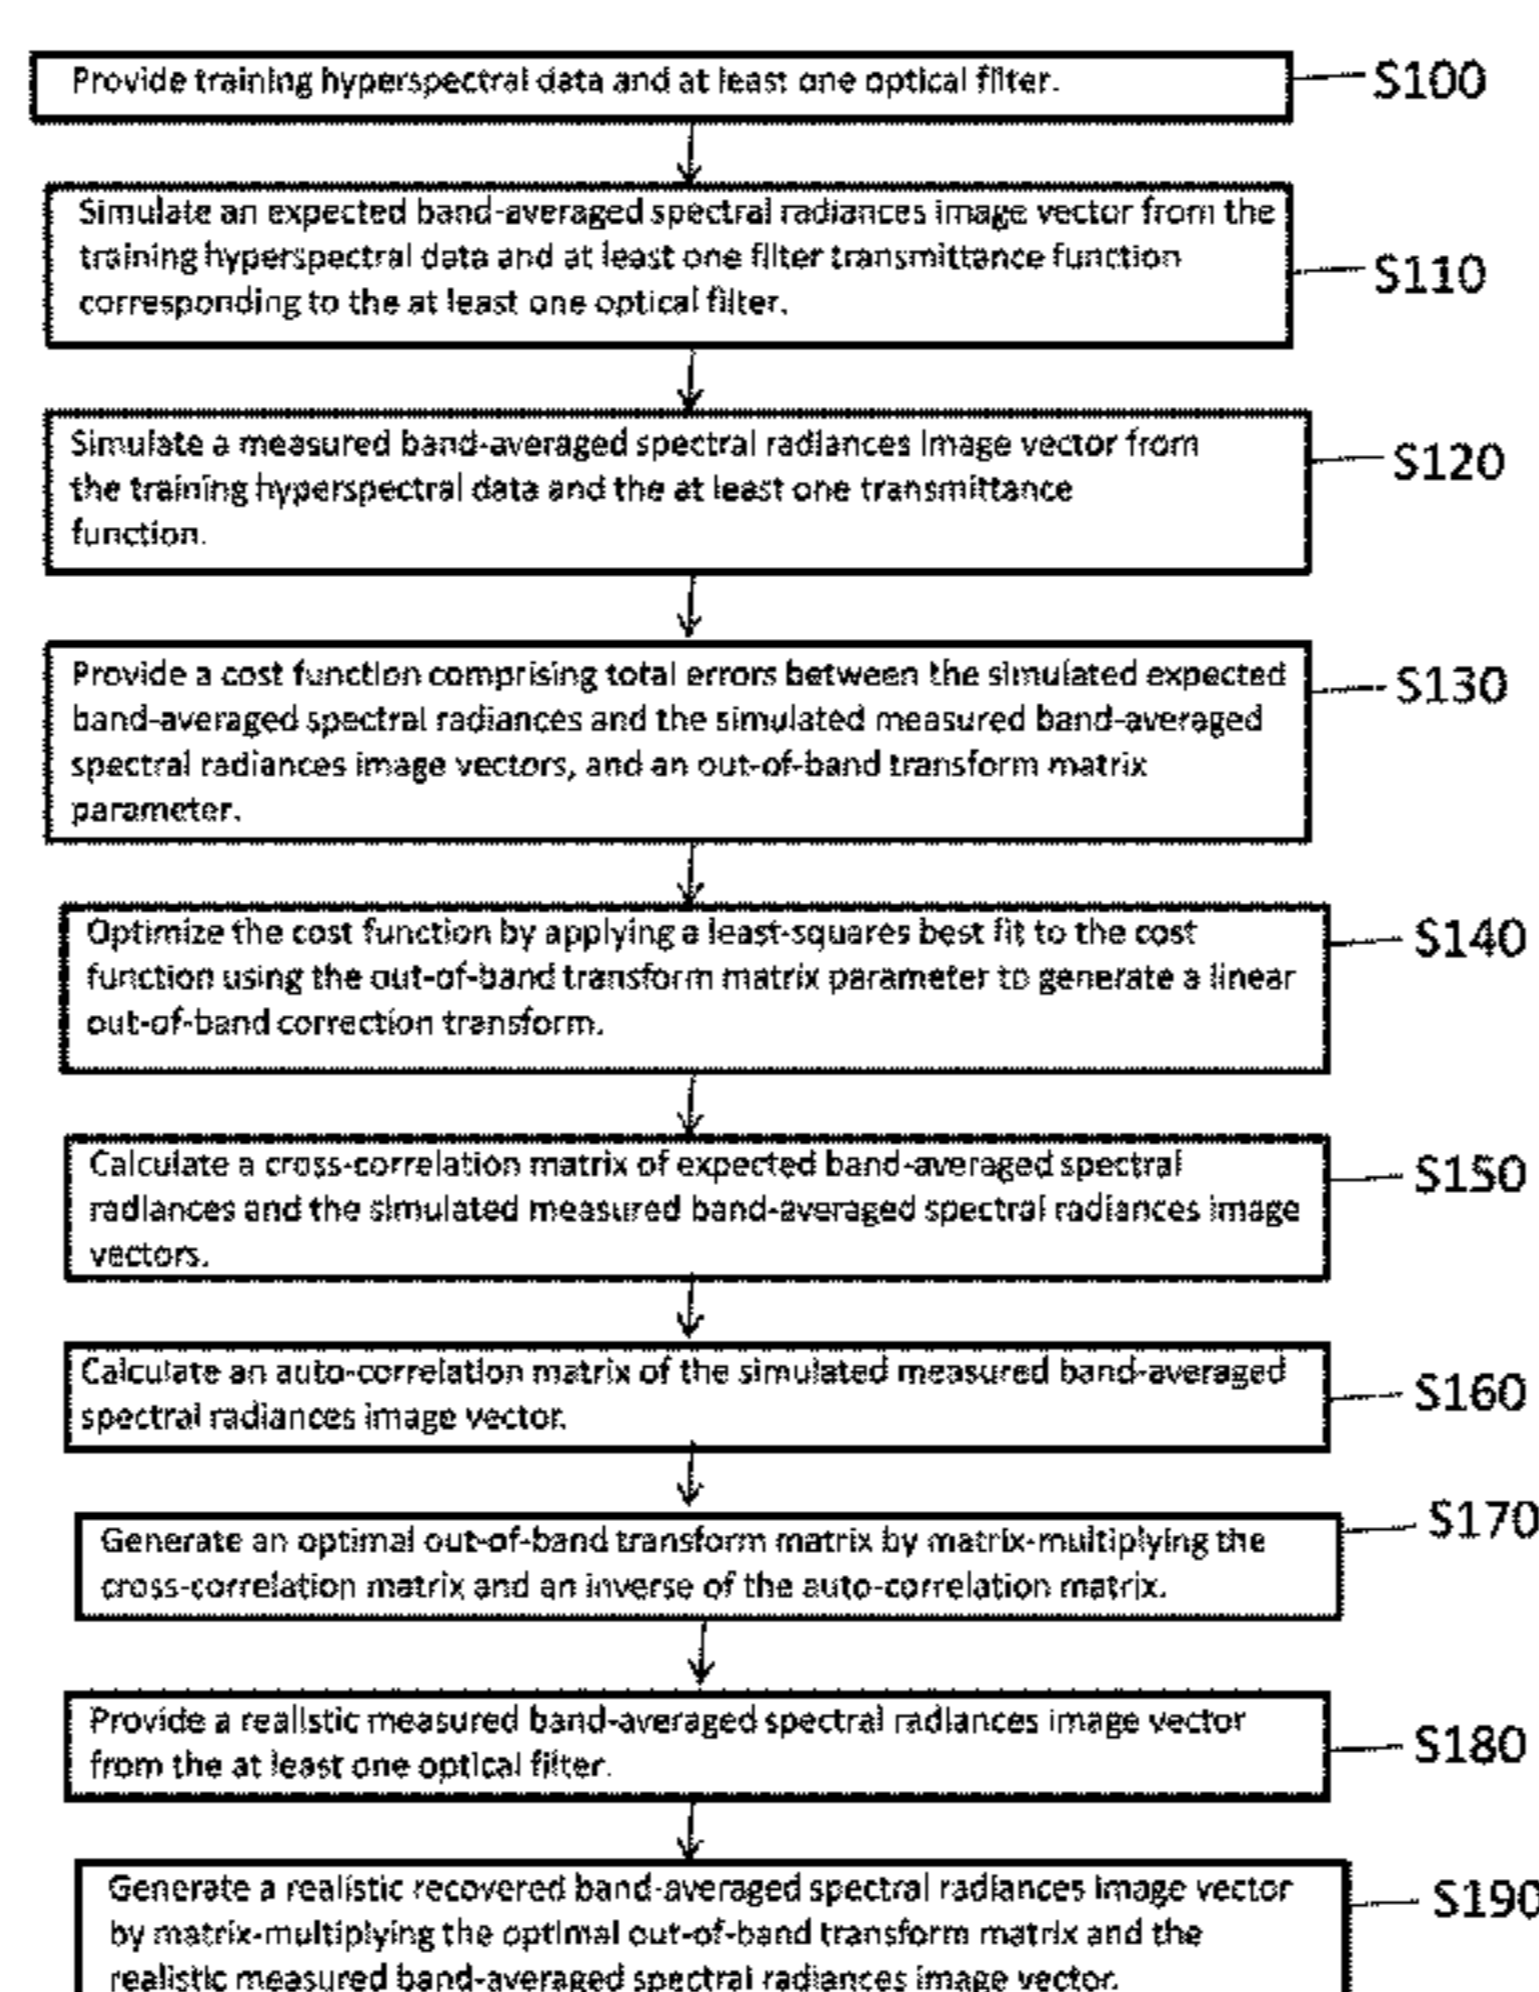 Provide training hyperspectral data and at least one optical filter.
S100
Simulate an expected band-averaged spectral radiances image vector from the
training hyperspectral data and at least one filter transmittance function
corresponding to the at least one optical filter.
S110
Simulate a measured band-averaged spectral radiances image vector from
the training hyperspectral data and the at least one transmittance
function.
S120
Provide a cost function comprising total errors between the simulated expected
band-averaged spectral radiances and the simulated measured band-averaged
spectral radiances image vectors, and an out-of-band transform matrix
parameter.
S130
Optimize the cost function by applying a least-squares best fit to the cost
function using the out-of-band transform matrix parameter to generate a linear
out-of-band correction transform.
S140
Calculate a cross-correlation matrix of expected band-averaged spectral
radiances and the simulated measured band-averaged spectral radiances image
vectors.
S150
Calculate an auto-correlation matrix of the simulated measured band-averaged
spectral radiances image vector.
S160
Generate an optimal out-of-band transform matrix by matrix-multiplying the
cross-correlation matrix and an inverse of the auto-correlation matrix.
S170
Provide a realistic measured band-averaged spectral radiances image vector
from the at least one optical filter.
S180
Generate a realistic recovered band-averaged spectral radiances image vector
by matrix-multiplying the optimal out-of-band transform matrix and the
realistic measured band-averaged spectral radiances image vector.
S190